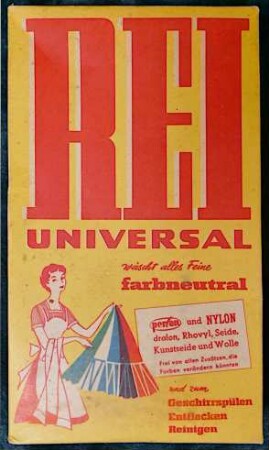 REI
UNIVERSAL
wäscht alles Feine
farbneutral
perlon und NYLON
dralon, Rhovyl, Seide,
Kunstseide und Wolle
Frei von allen Zusätzen, die
Farben verändern könnten
und zum
Geschirrspülen
Entflecken
Reinigen